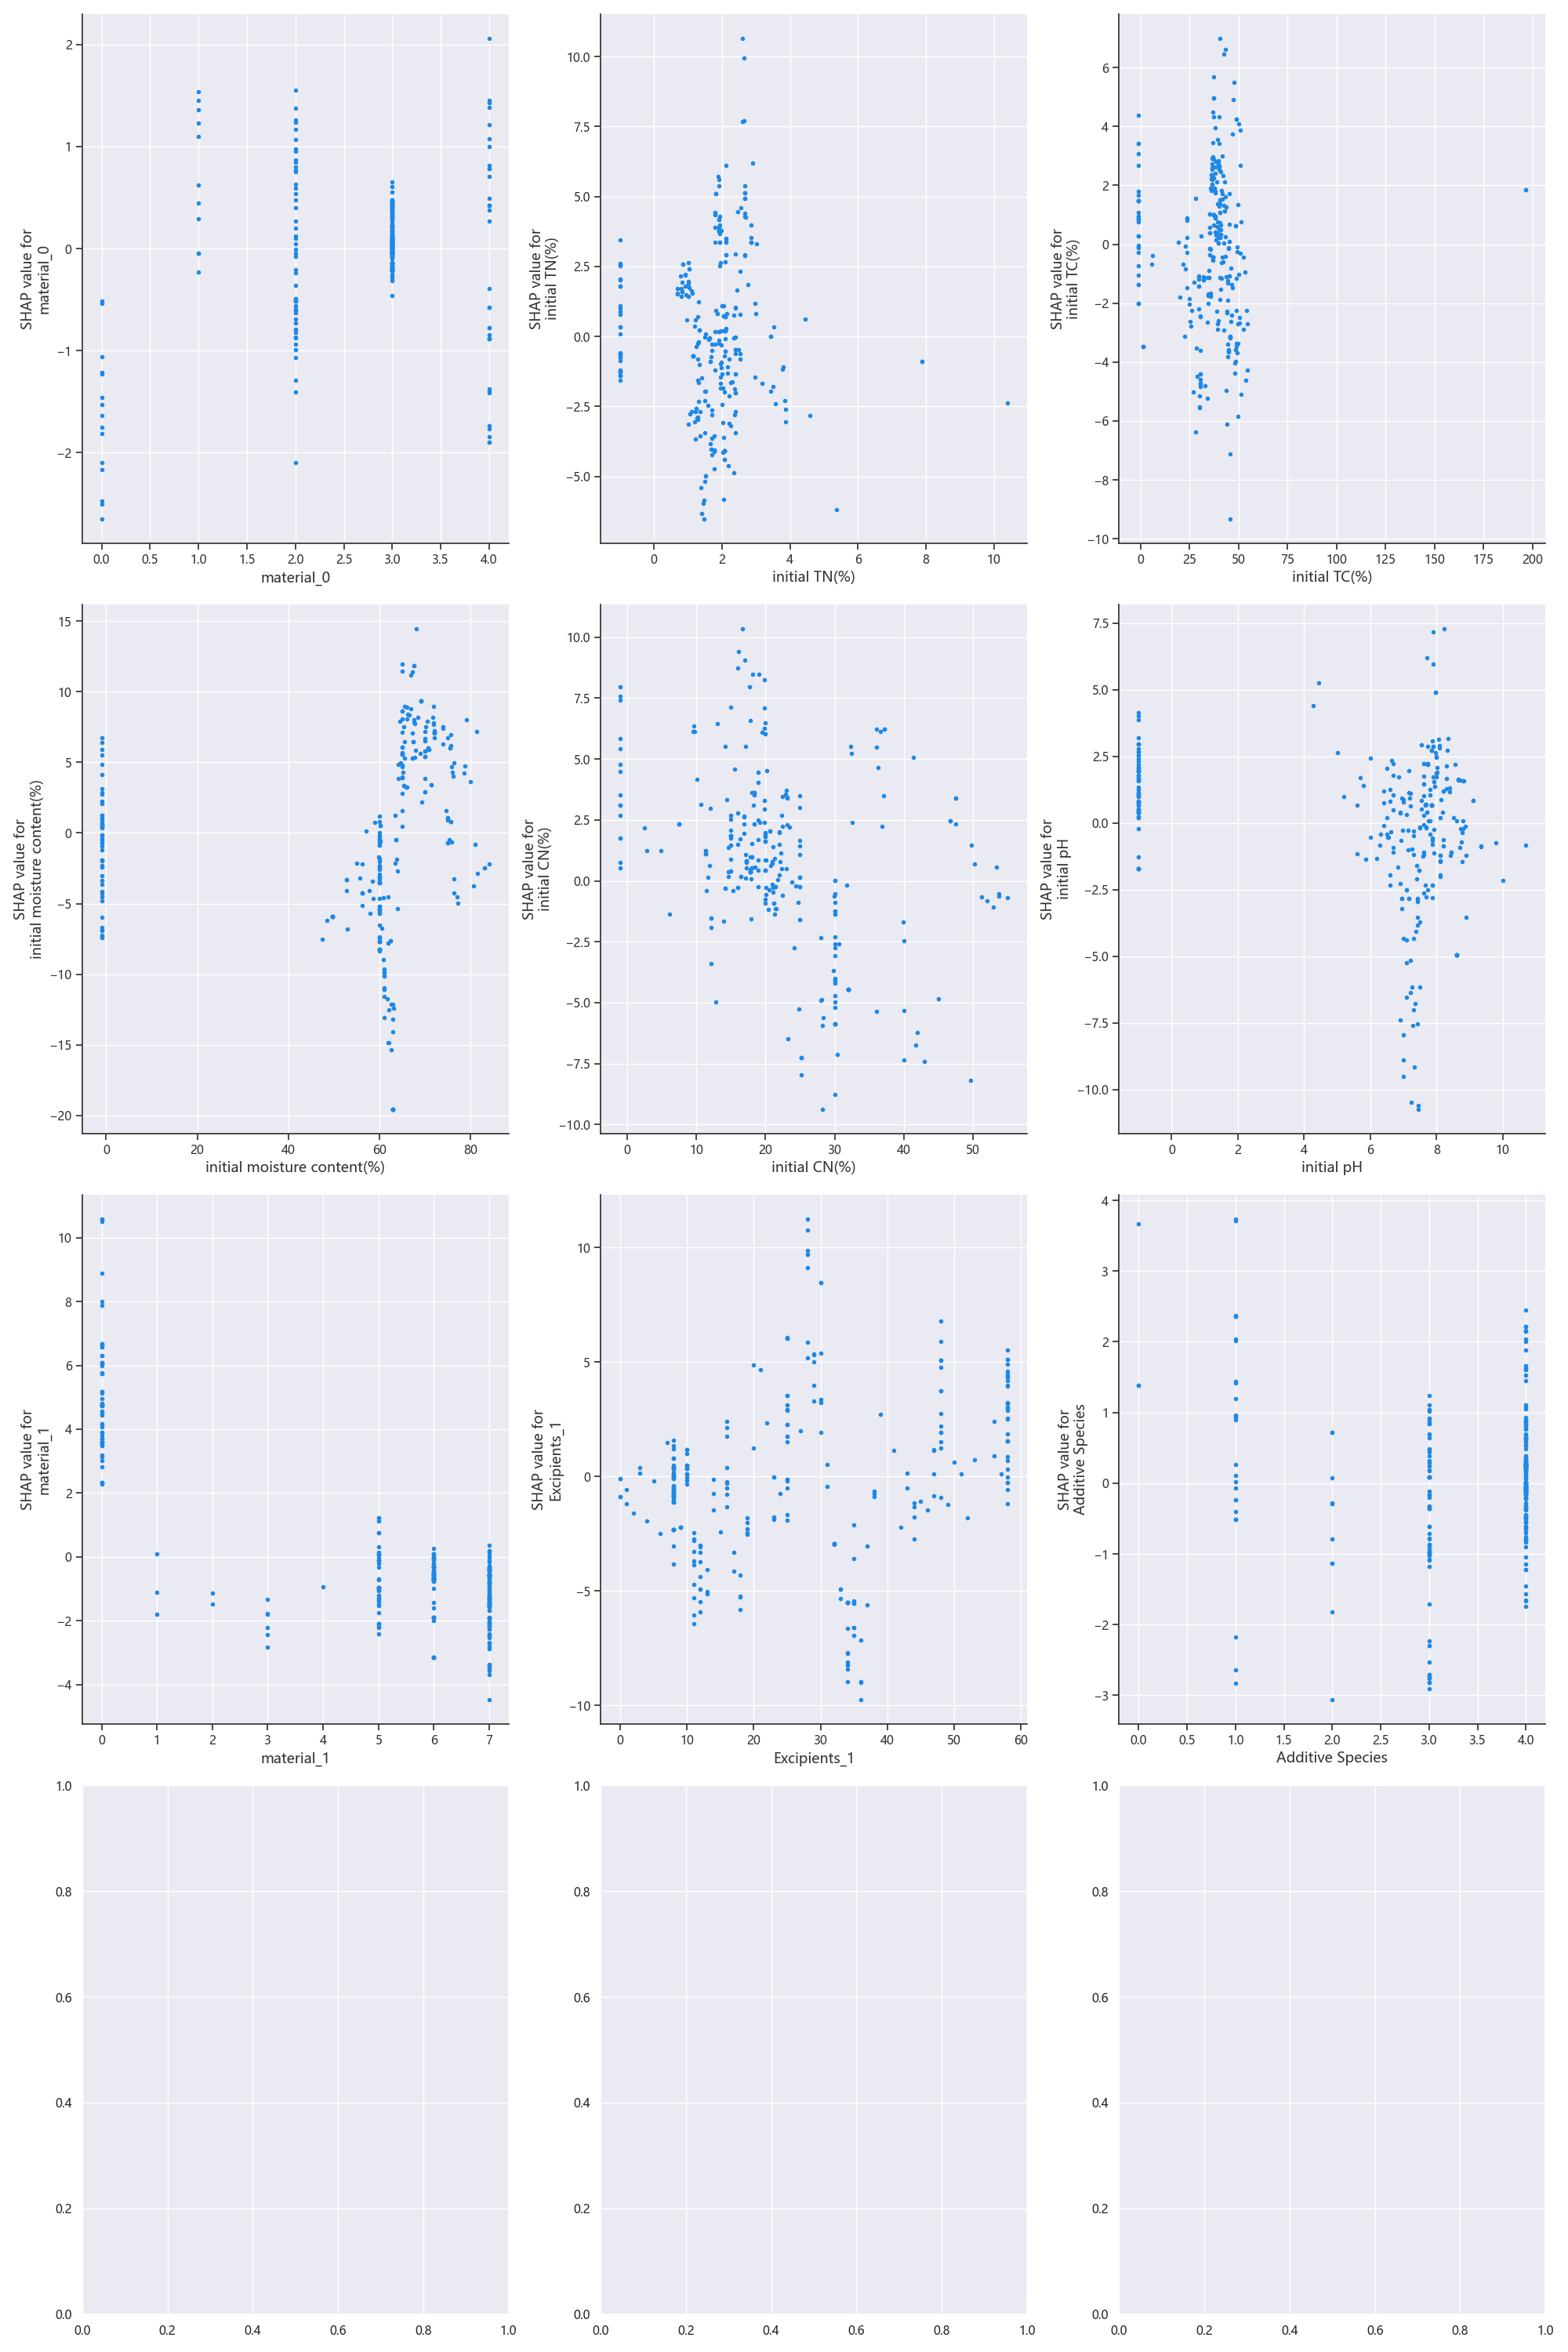 2
1
0
−1
−2
SHAP value for
material_0
0.0 0.5 1.0 1.5 2.0 2.5 3.0 3.5 4.0
material_0
10.0
7.5
5.0
2.5
0.0
−2.5
−5.0
SHAP value for
initial TN(%)
0 2 4 6 8 10
initial TN(%)
6
4
2
0
−2
−4
−6
−8
−10
SHAP value for
initial TC(%)
0 25 50 75 100 125 150 175 200
initial TC(%)
15
10
5
0
−5
−10
−15
−20
SHAP value for
initial moisture content(%)
0 20 40 60 80
initial moisture content(%)
10.0
7.5
5.0
2.5
0.0
−2.5
−5.0
−7.5
−10.0
SHAP value for
initial CN(%)
0 10 20 30 40 50
initial CN(%)
7.5
5.0
2.5
0.0
−2.5
−5.0
−7.5
−10.0
SHAP value for
initial pH
0 2 4 6 8 10
initial pH
10
8
6
4
2
0
−2
−4
SHAP value for
material_1
0 1 2 3 4 5 6 7
material_1
10
5
0
−5
−10
SHAP value for
Excipients_1
0 10 20 30 40 50 60
Excipients_1
4
3
2
1
0
−1
−2
−3
SHAP value for
Additive Species
0.0 0.5 1.0 1.5 2.0 2.5 3.0 3.5 4.0
Additive Species
1.0
0.8
0.6
0.4
0.2
0.0
0.0 0.2 0.4 0.6 0.8 1.0
1.0
0.8
0.6
0.4
0.2
0.0
0.0 0.2 0.4 0.6 0.8 1.0
1.0
0.8
0.6
0.4
0.2
0.0
0.0 0.2 0.4 0.6 0.8 1.0